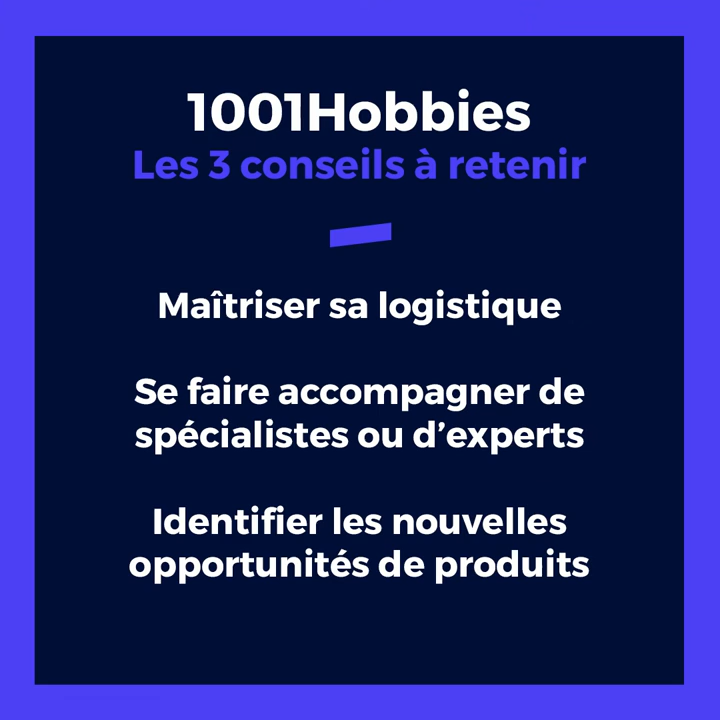 1001Hobbies
Les 3 conseils à retenir
Maîtriser sa logistique
Se faire accompagner de
spécialistes ou d’experts
Identifier les nouvelles
opportunités de produits